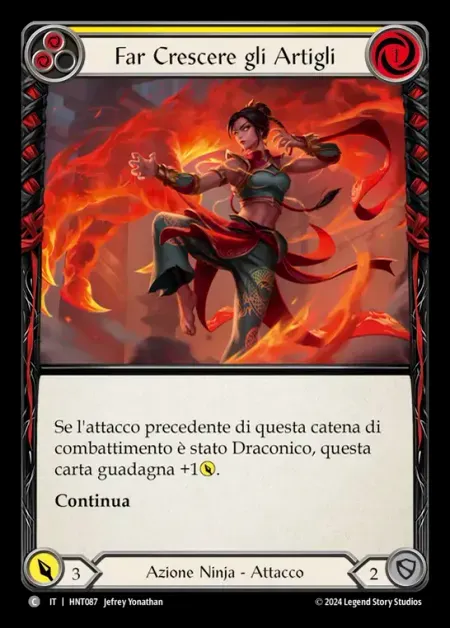 Far Crescere gli Artigli
1
Se l'attacco precedente di questa catena di
combattimento è stato Draconico, questa
carta guadagna +1.
Continua
3
Azione Ninja - Attacco
2
C IT | HNT087 Jefrey Yonathan
© 2024 Legend Story Studios